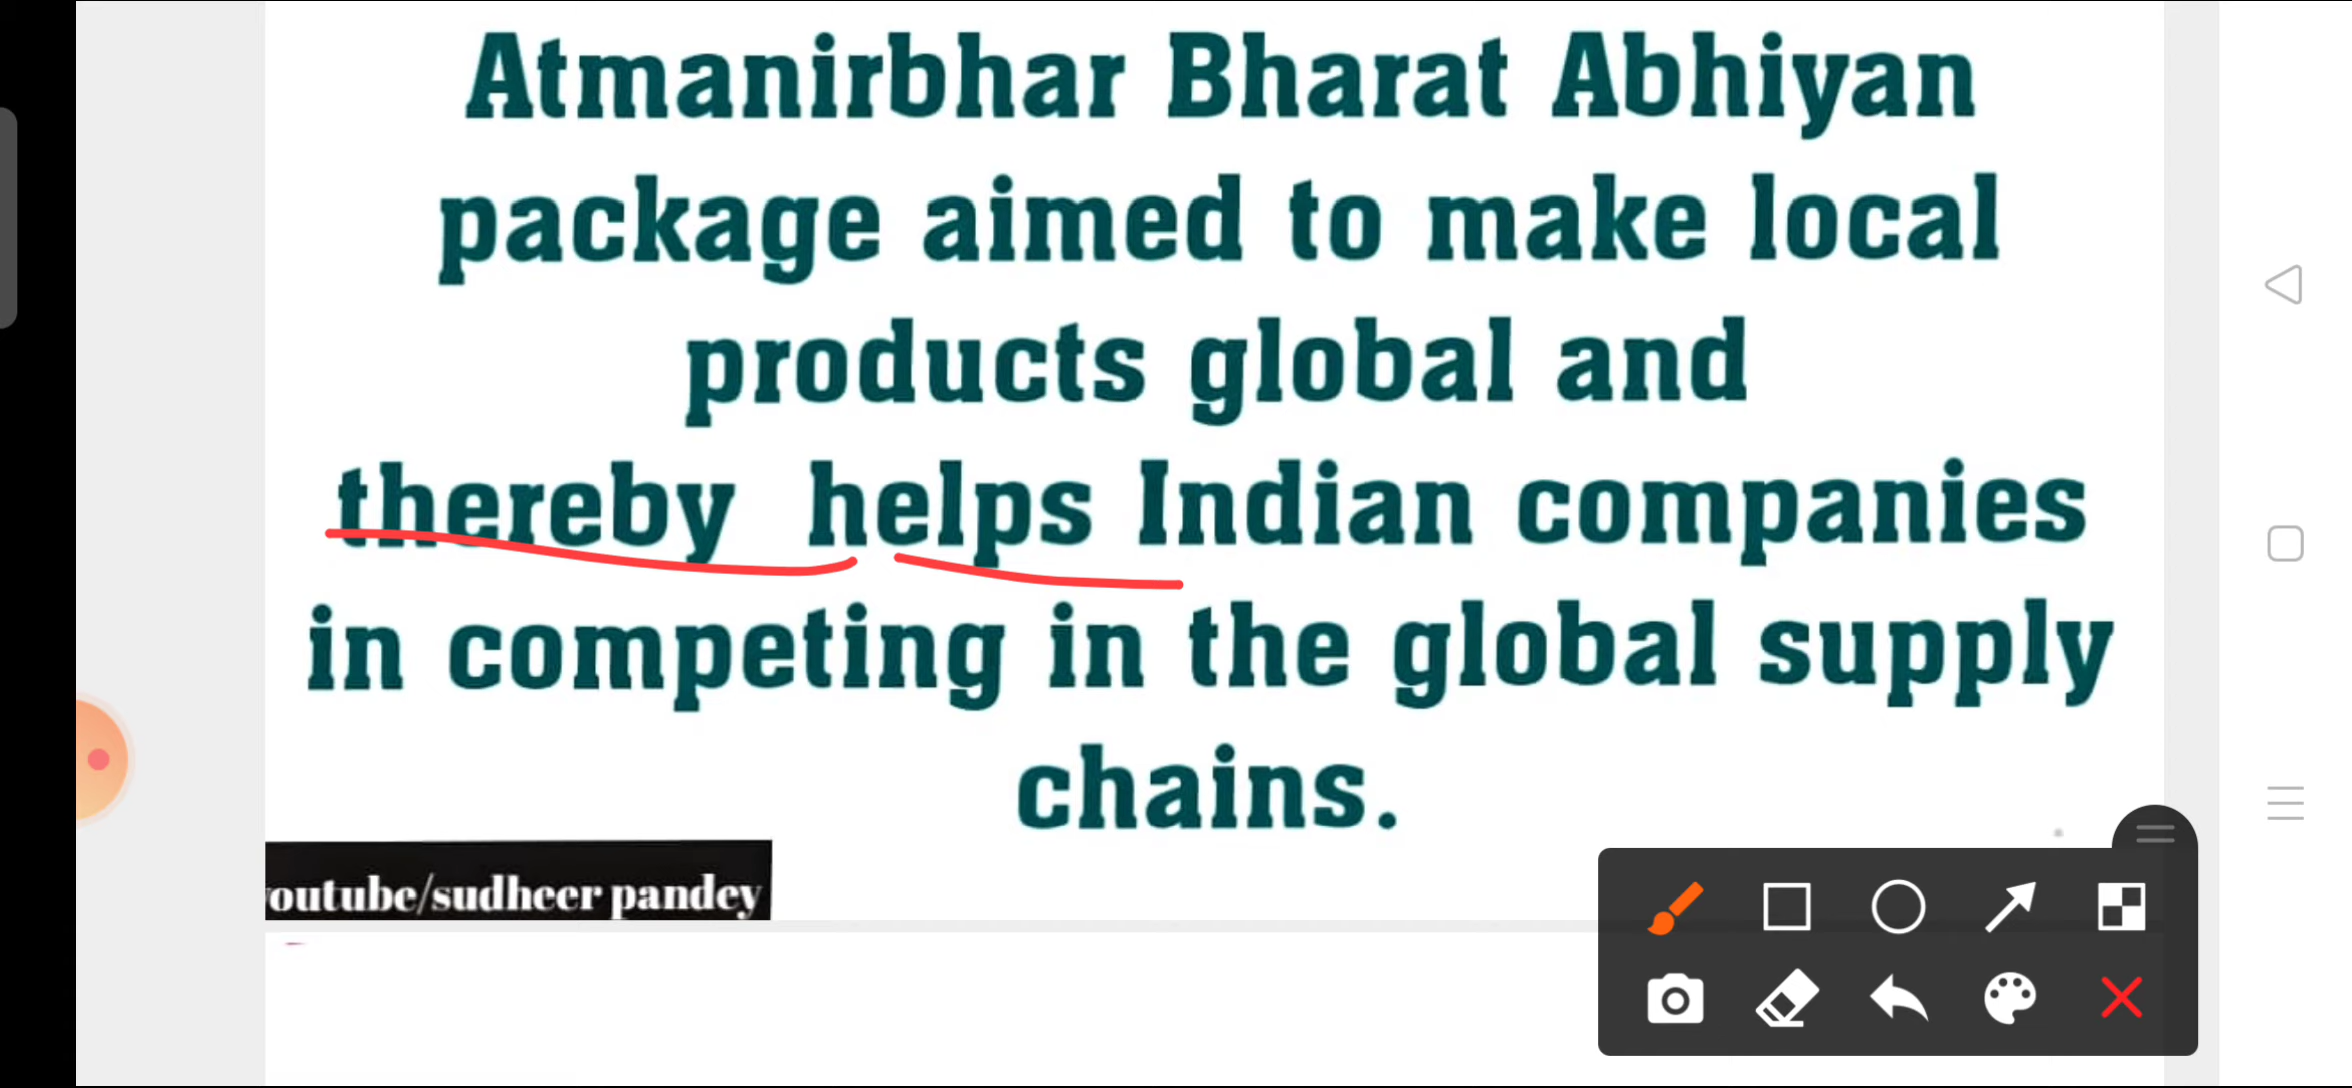 Atmanirbhar Bharat Abhiyan
package aimed to make local
products global and
thereby helps Indian companies
in competing in the global supply
chains.
outube/sudheer pandey